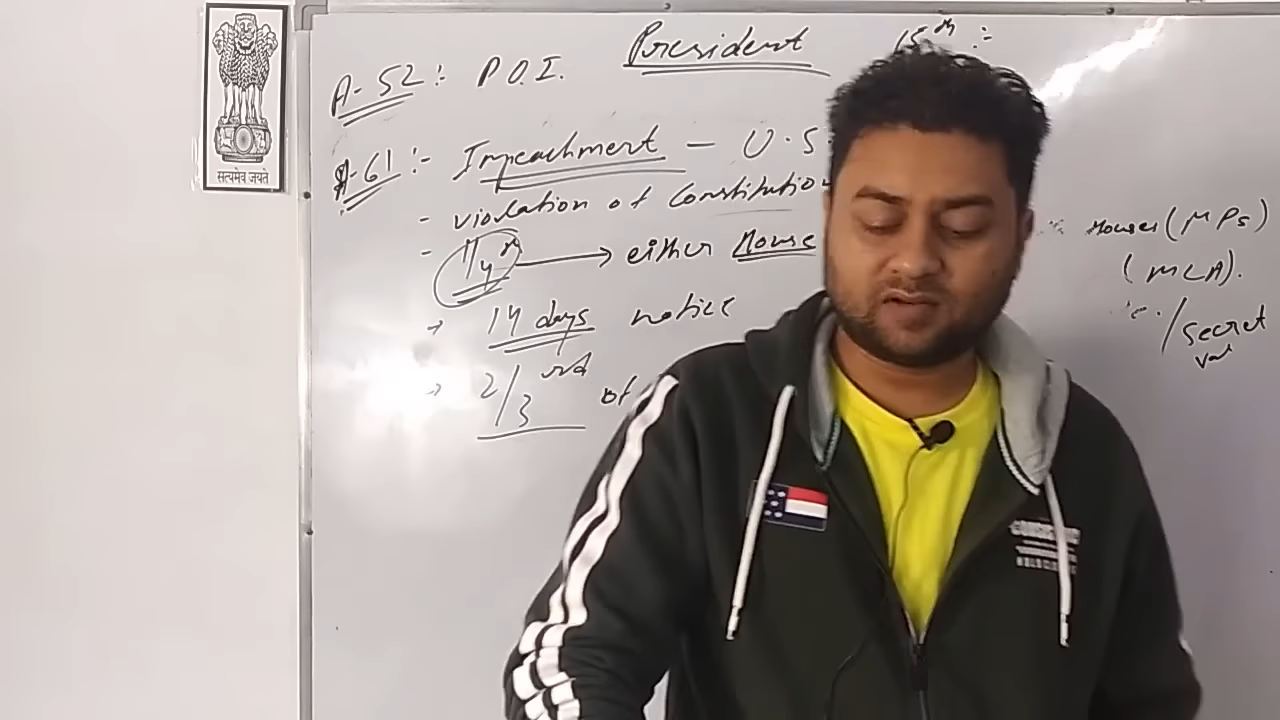 President 15th :-
A-52 :- P.O.I.
A-61 :- Impeachment - U.S.
- violation of Constitution
- 1/4th → either House
Houses (MPs)
(MLA).
→ 14 days notice
/ Secret
→ 2/3rd of
सत्यमेव जयते